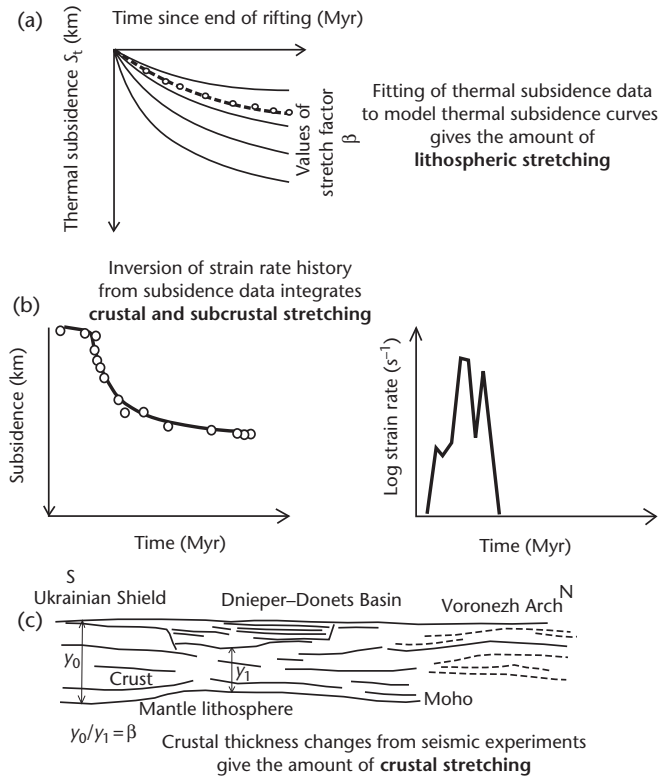 (a)
Time since end of rifting (Myr)
Thermal subsidence Sₜ (km)
Values of
stretch factor
β
Fitting of thermal subsidence data
to model thermal subsidence curves
gives the amount of
lithospheric stretching
Inversion of strain rate history
from subsidence data integrates
crustal and subcrustal stretching
(b)
Subsidence (km)
Time (Myr)
Log strain rate (s⁻¹)
Time (Myr)
S
Ukrainian Shield
Dnieper–Donets Basin
Voronezh Arch
N
(c)
y₀
y₁
Crust
Moho
Mantle lithosphere
y₀/y₁ = β
Crustal thickness changes from seismic experiments
give the amount of crustal stretching